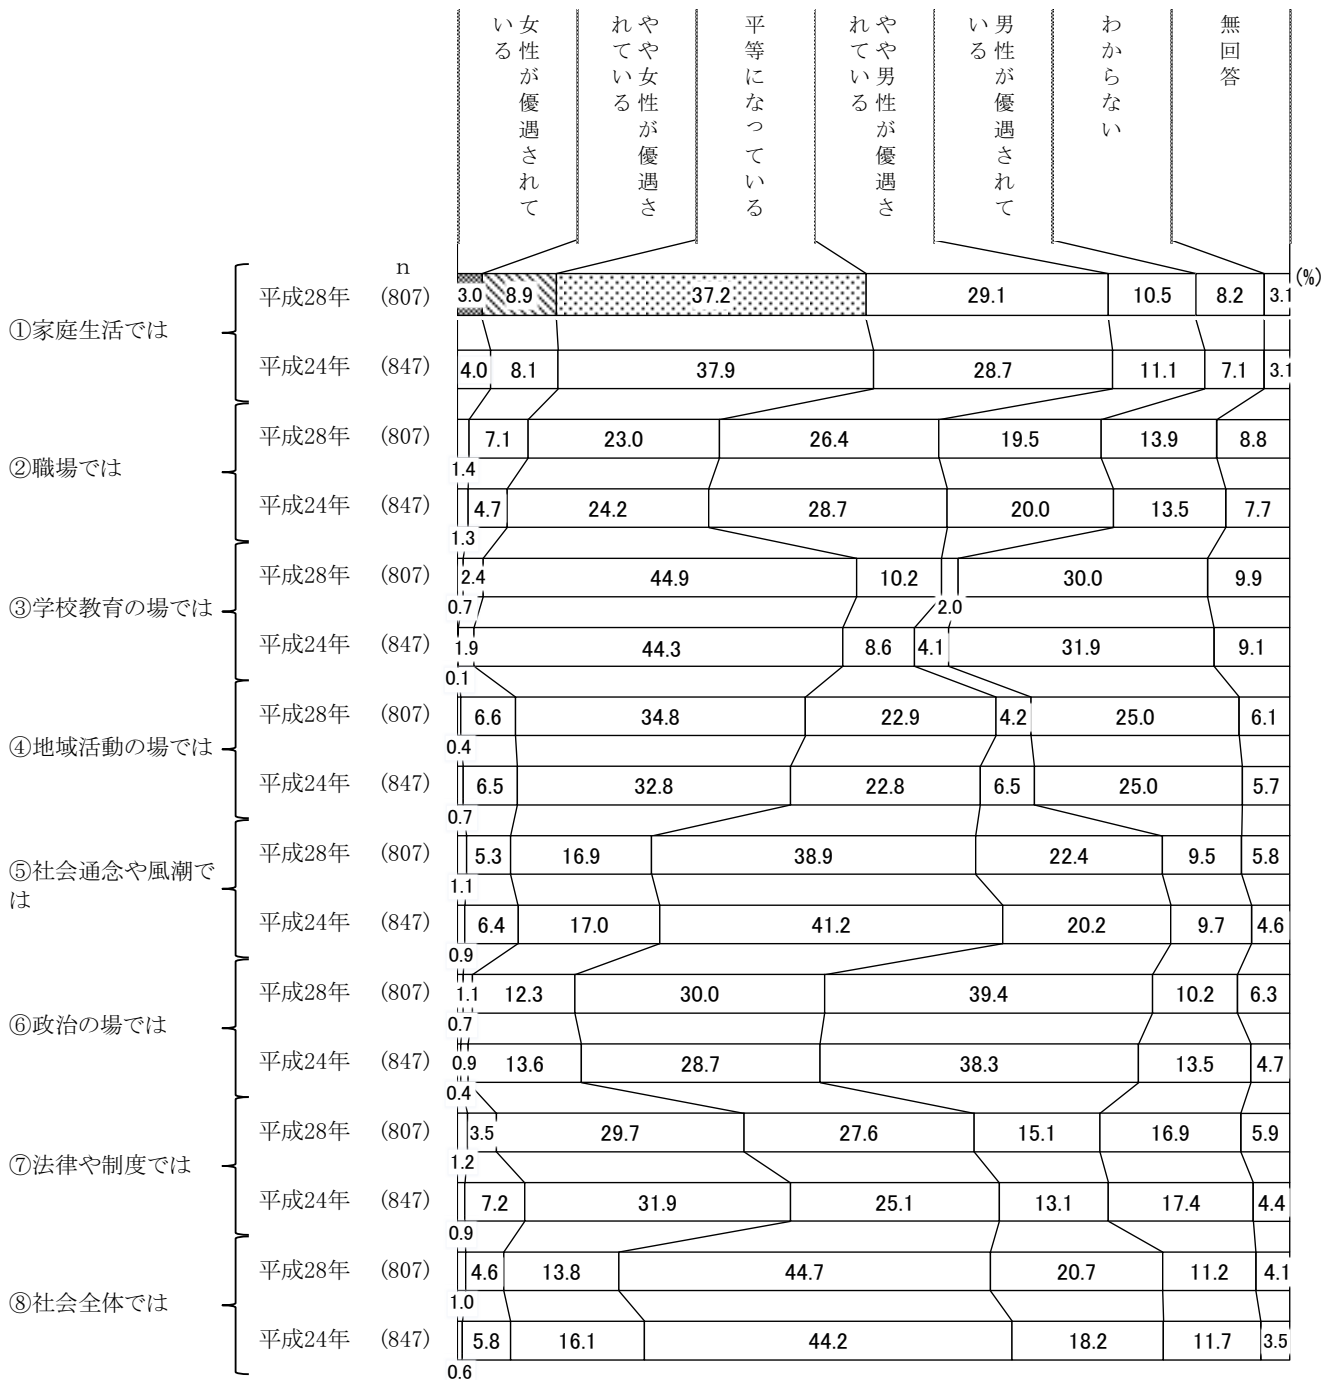 女性が優遇されて
いる
やや女性が優遇さ
れている
平等になっている
やや男性が優遇さ
れている
男性が優遇されて
いる
わからない
無回答
n
(%)
①家庭生活では
平成28年 (807) 3.0 8.9 37.2 29.1 10.5 8.2 3.1
平成24年 (847) 4.0 8.1 37.9 28.7 11.1 7.1 3.1
②職場では
平成28年 (807) 7.1 23.0 26.4 19.5 13.9 8.8
1.4
平成24年 (847) 4.7 24.2 28.7 20.0 13.5 7.7
1.3
③学校教育の場では
平成28年 (807) 2.4 44.9 10.2 30.0 9.9
0.7 2.0
平成24年 (847) 1.9 44.3 8.6 4.1 31.9 9.1
0.1
④地域活動の場では
平成28年 (807) 6.6 34.8 22.9 4.2 25.0 6.1
0.4
平成24年 (847) 6.5 32.8 22.8 6.5 25.0 5.7
0.7
⑤社会通念や風潮で
は
平成28年 (807) 5.3 16.9 38.9 22.4 9.5 5.8
1.1
平成24年 (847) 6.4 17.0 41.2 20.2 9.7 4.6
0.9
⑥政治の場では
平成28年 (807) 1.1 12.3 30.0 39.4 10.2 6.3
0.7
平成24年 (847) 0.9 13.6 28.7 38.3 13.5 4.7
0.4
⑦法律や制度では
平成28年 (807) 3.5 29.7 27.6 15.1 16.9 5.9
1.2
平成24年 (847) 7.2 31.9 25.1 13.1 17.4 4.4
0.9
⑧社会全体では
平成28年 (807) 4.6 13.8 44.7 20.7 11.2 4.1
1.0
平成24年 (847) 5.8 16.1 44.2 18.2 11.7 3.5
0.6